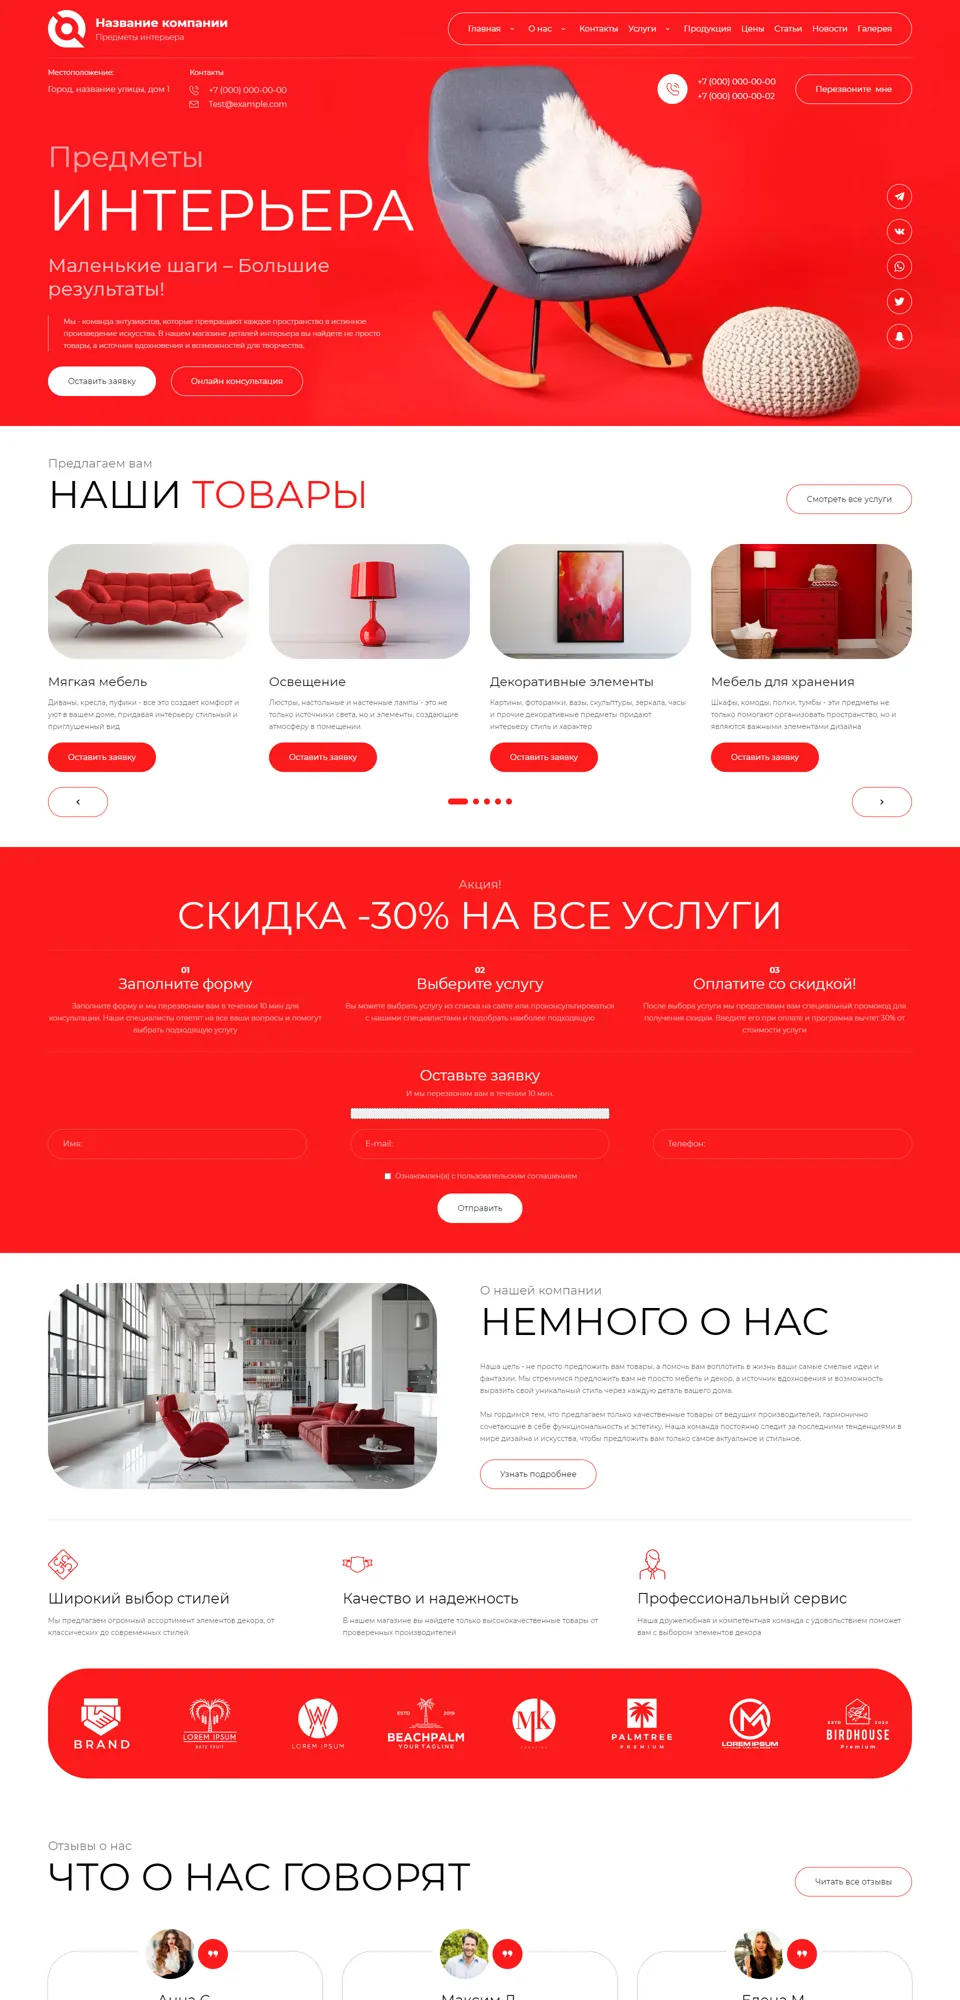 Название компании
Предметы интерьера
Главная О нас Контакты Услуги Продукция Цены Статьи Новости Галерея
Местоположение:
Город, название улицы, дом 1
Контакты
+7 (000) 000-00-00
Test@example.com
+7 (000) 000-00-00
+7 (000) 000-00-02
Перезвоните мне
Предметы
ИНТЕРЬЕРА
Маленькие шаги – Большие
результаты!
Мы - команда энтузиастов, которые превращают каждое пространство в истинное
произведение искусства. В нашем магазине деталей интерьера вы найдете не просто
товары, а источник вдохновения и возможностей для творчества.
Оставить заявку
Онлайн консультация
Предлагаем вам
НАШИ ТОВАРЫ
Смотреть все услуги
Мягкая мебель
Диваны, кресла, пуфики - все это создает комфорт и
уют в вашем доме, придавая интерьеру стильный и
приглушенный вид
Оставить заявку
Освещение
Люстры, настольные и настенные лампы - это не
только источники света, но и элементы, создающие
атмосферу в помещении
Оставить заявку
Декоративные элементы
Картины, фоторамки, вазы, скульптуры, зеркала, часы
и прочие декоративные предметы придают
интерьеру стиль и характер
Оставить заявку
Мебель для хранения
Шкафы, комоды, полки, тумбы - эти предметы не
только помогают организовать пространство, но и
являются важными элементами дизайна
Оставить заявку
Акция!
СКИДКА -30% НА ВСЕ УСЛУГИ
01
Заполните форму
Заполните форму и мы перезвоним вам в течении 10 мин для
консультации. Наши специалисты ответят на все ваши вопросы и помогут
выбрать подходящую услугу
02
Выберите услугу
Вы можете выбрать услугу из списка на сайте или проконсультироваться
с нашими специалистами и подобрать наиболее подходящую
03
Оплатите со скидкой!
После выбора услуги мы предоставим вам специальный промокод для
получения скидки. Введите его при оплате и программа вычтет 30% от
стоимости услуги
Оставьте заявку
И мы перезвоним вам в течении 10 мин.
Имя:
E-mail:
Телефон:
Ознакомлен(а) с пользовательским соглашением
Отправить
О нашей компании
НЕМНОГО О НАС
Наша цель - не просто предложить вам товары, а помочь вам воплотить в жизнь ваши самые смелые идеи и
фантазии. Мы стремимся предложить вам не просто мебель и декор, а источник вдохновения и возможность
выразить свой уникальный стиль через каждую деталь вашего дома.
Мы гордимся тем, что предлагаем только качественные товары от ведущих производителей, гармонично
сочетающие в себе функциональность и эстетику. Наша команда постоянно следит за последними тенденциями в
мире дизайна и искусства, чтобы предложить вам только самое актуальное и стильное.
Узнать подробнее
Широкий выбор стилей
Мы предлагаем огромный ассортимент элементов декора, от
классических до современных стилей
Качество и надежность
В нашем магазине вы найдете только высококачественные товары от
проверенных производителей
Профессиональный сервис
Наша дружелюбная и компетентная команда с удовольствием поможет
вам с выбором элементов декора
BRAND
LOREM IPSUM
DATE FRUIT
LOREM IPSUM
ESTD 2019
BEACHPALM
YOUR TAGLINE
MK
PALMTREE
PREMIUM
LOREM IPSUM
ESTD 2020
BIRDHOUSE
Premium
Отзывы о нас
ЧТО О НАС ГОВОРЯТ
Читать все отзывы
Анна С.
Максим Л.
Елена М.